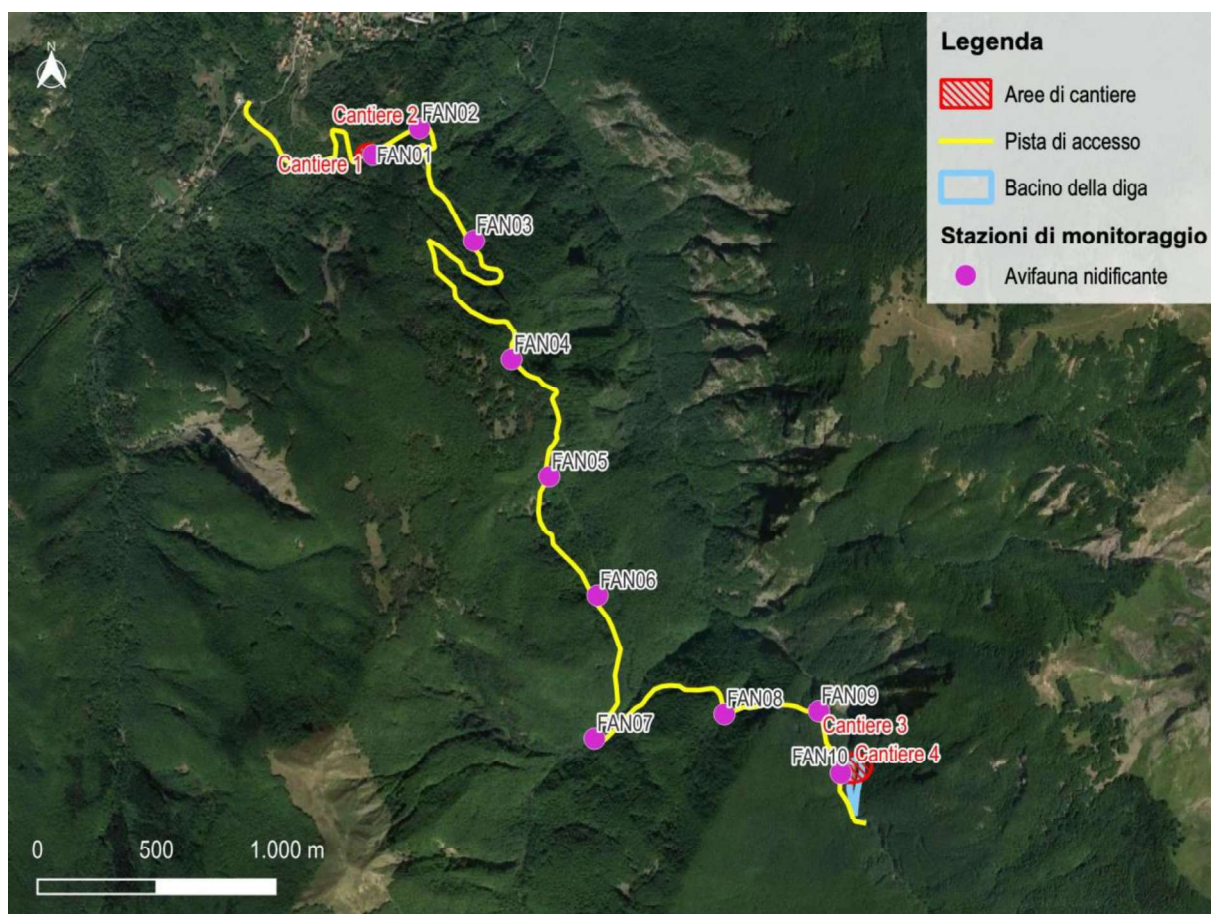 N
Legenda
Aree di cantiere
Pista di accesso
Bacino della diga
Stazioni di monitoraggio
Avifauna nidificante
Cantiere 2
FAN02
Cantiere 1
FAN01
FAN03
FAN04
FAN05
FAN06
FAN07
FAN08
FAN09
Cantiere 3
FAN10
Cantiere 4
0 500 1.000 m